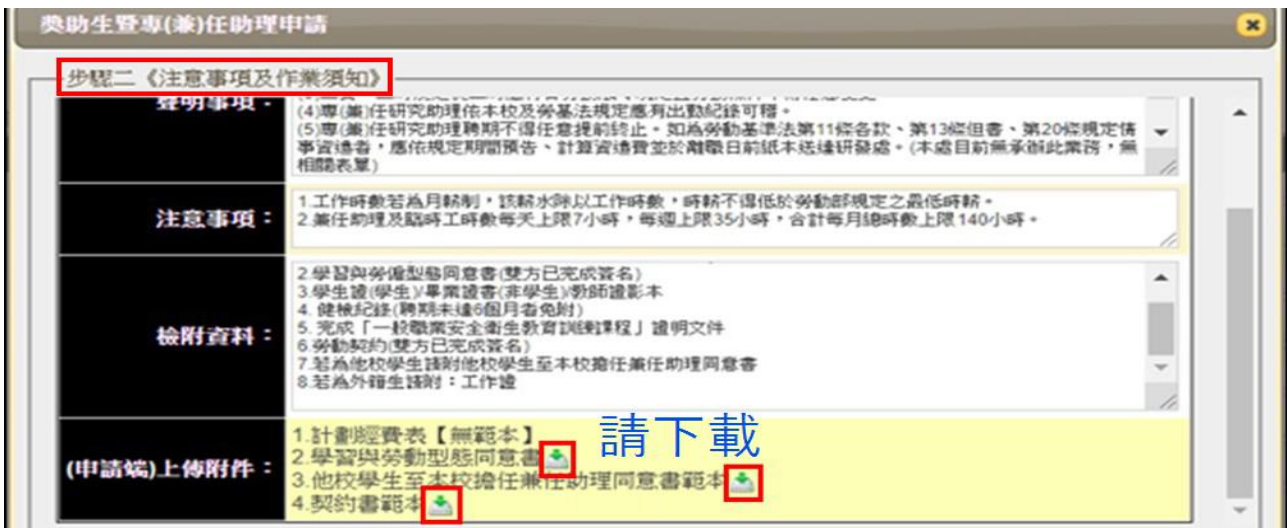 獎助生暨專(兼)任助理申請
步驟二《注意事項及作業須知》
聲明事項：
(4)專(兼)任研究助理依本校及勞基法規定應有出勤紀錄可稽。
(5)專(兼)任研究助理聘期不得任意提前終止。如為勞動基準法第11條各款、第13條但書、第20條規定情
事資遣者，應依規定期間預告、計算資遣費並於離職日前紙本送達研發處。(本處目前無承辦此業務，無
相關表單)
注意事項：
1.工作時數若為月薪制，該薪水除以工作時數，時薪不得低於勞動部規定之最低時薪。
2.兼任助理及臨時工時數每天上限7小時，每週上限35小時，合計每月總時數上限140小時。
檢附資料：
2.學習與勞僱型態同意書(雙方已完成簽名)
3.學生證(學生)/畢業證書(非學生)/教師證影本
4. 健檢紀錄(聘期未達6個月者免附)
5. 完成「一般職業安全衛生教育訓練課程」證明文件
6.勞動契約(雙方已完成簽名)
7.若為他校學生請附他校學生至本校擔任兼任助理同意書
8.若為外籍生請附：工作證
請下載
(申請端)上傳附件：
1.計劃經費表【無範本】
2.學習與勞動型態同意書
3.他校學生至本校擔任兼任助理同意書範本
4.契約書範本